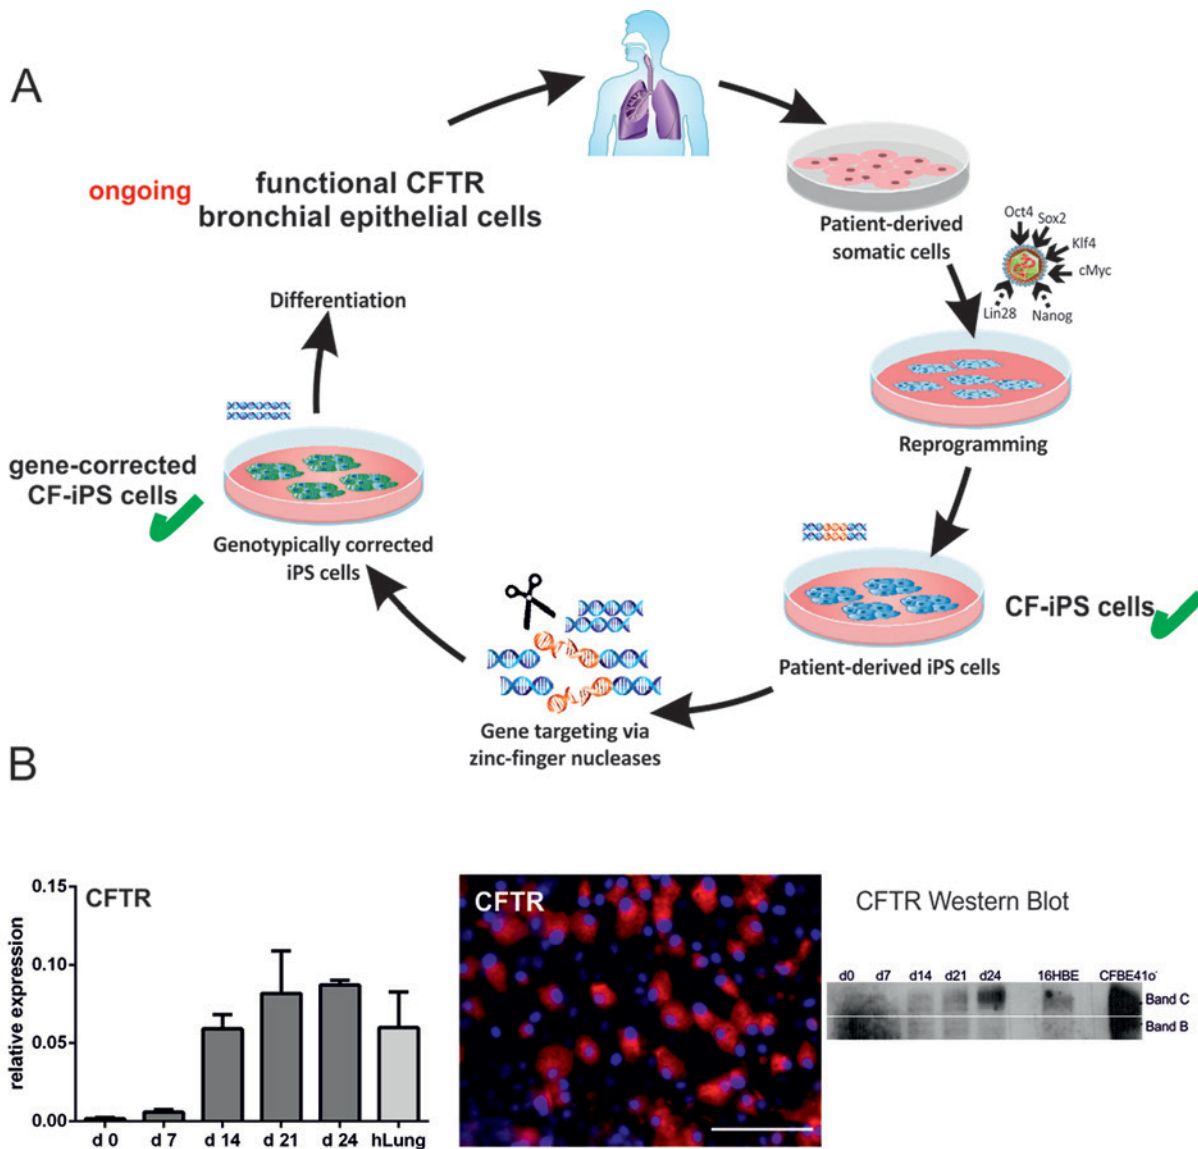 A
ongoing
functional CFTR
bronchial epithelial cells
Patient-derived
somatic cells
Oct4
Sox2
Klf4
cMyc
Nanog
Lin28
Reprogramming
CF-iPS cells
Patient-derived iPS cells
Gene targeting via
zinc-finger nucleases
gene-corrected
CF-iPS cells
Genotypically corrected
iPS cells
Differentiation
B
CFTR
relative expression
0.15
0.10
0.05
0.00
d 0 d 7 d 14 d 21 d 24 hLung
CFTR
CFTR Western Blot
d0 d7 d14 d21 d24 16HBE CFBE41o-
Band C
Band B